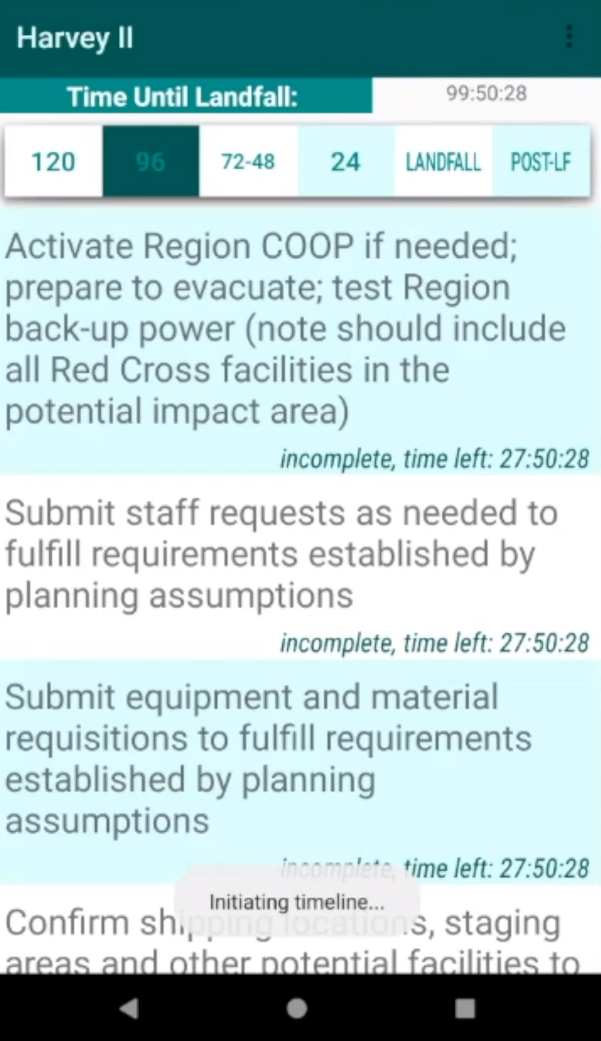 Harvey II
Time Until Landfall:
99:50:28
120 96 72-48 24 LANDFALL POST-LF
Activate Region COOP if needed;
prepare to evacuate; test Region
back-up power (note should include
all Red Cross facilities in the
potential impact area)
incomplete, time left: 27:50:28
Submit staff requests as needed to
fulfill requirements established by
planning assumptions
incomplete, time left: 27:50:28
Submit equipment and material
requisitions to fulfill requirements
established by planning
assumptions
incomplete, time left: 27:50:28
Initiating timeline...
Confirm shipping locations, staging
areas and other potential facilities to